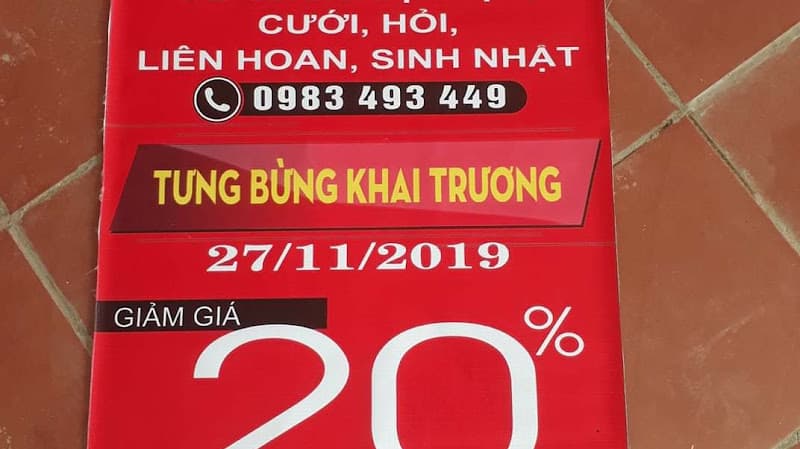 CƯỚI, HỎI,
LIÊN HOAN, SINH NHẬT
0983 493 449
TƯNG BỪNG KHAI TRƯƠNG
27/11/2019
GIẢM GIÁ
20%